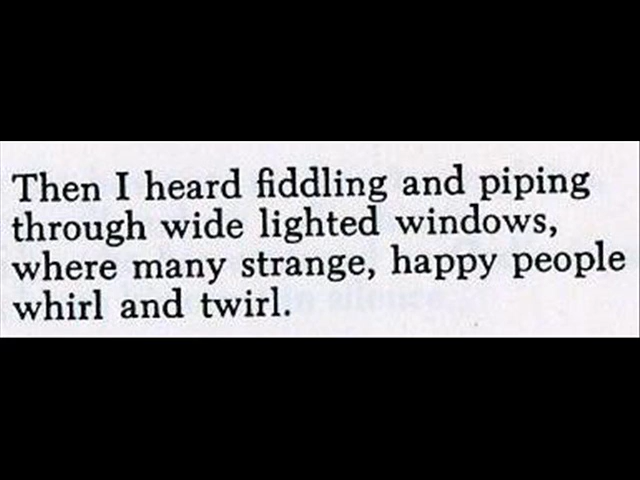 Then I heard fiddling and piping
through wide lighted windows,
where many strange, happy people
whirl and twirl.